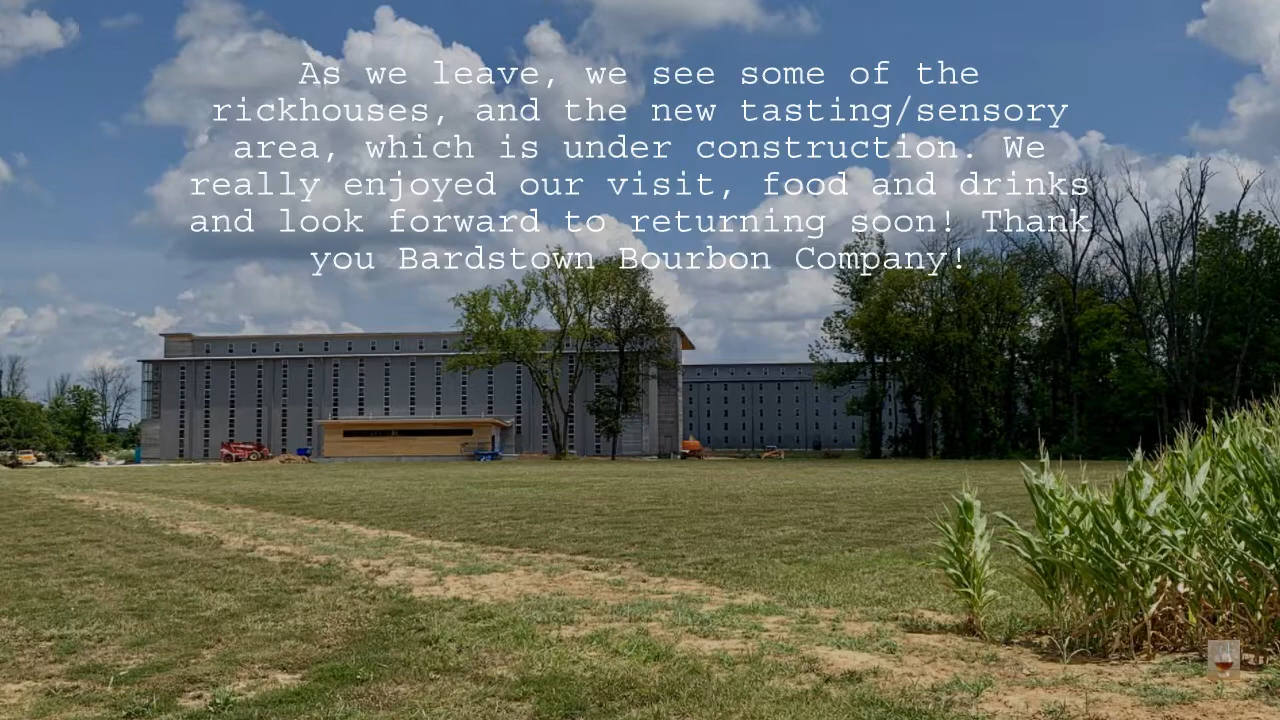 As we leave, we see some of the
rickhouses, and the new tasting/sensory
area, which is under construction. We
really enjoyed our visit, food and drinks
and look forward to returning soon! Thank
you Bardstown Bourbon Company!